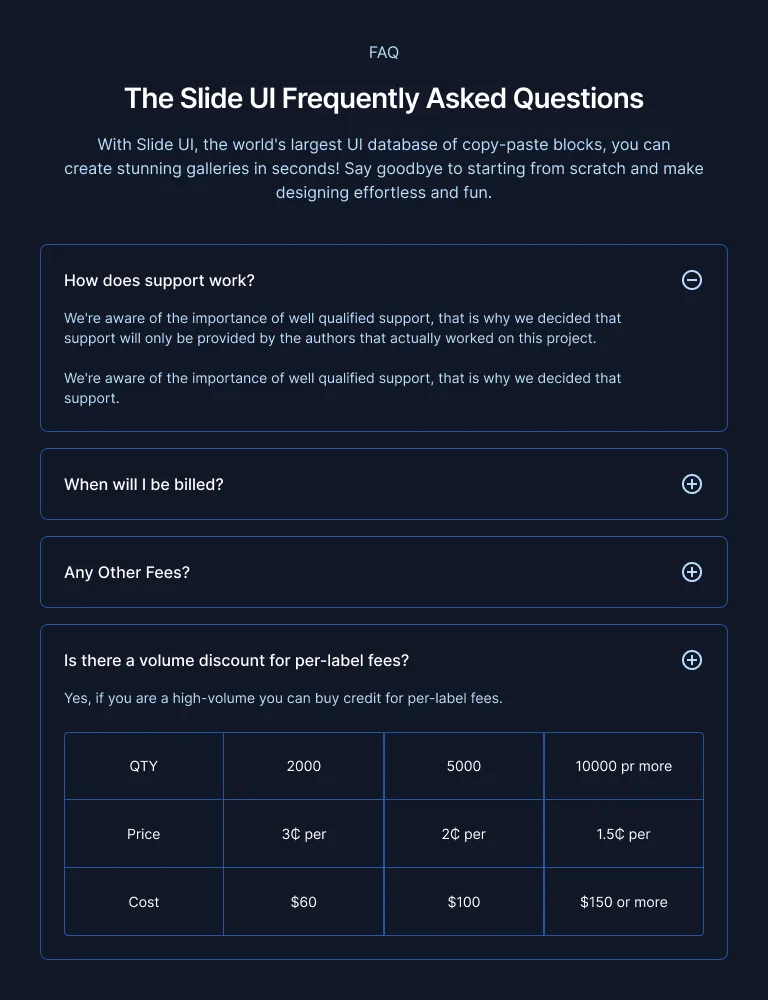 FAQ
The Slide UI Frequently Asked Questions
With Slide UI, the world's largest UI database of copy-paste blocks, you can
create stunning galleries in seconds! Say goodbye to starting from scratch and make
designing effortless and fun.
How does support work?
We're aware of the importance of well qualified support, that is why we decided that
support will only be provided by the authors that actually worked on this project.
We're aware of the importance of well qualified support, that is why we decided that
support.
When will I be billed?
Any Other Fees?
Is there a volume discount for per-label fees?
Yes, if you are a high-volume you can buy credit for per-label fees.
QTY 2000 5000 10000 pr more
Price 3₵ per 2₵ per 1.5₵ per
Cost $60 $100 $150 or more